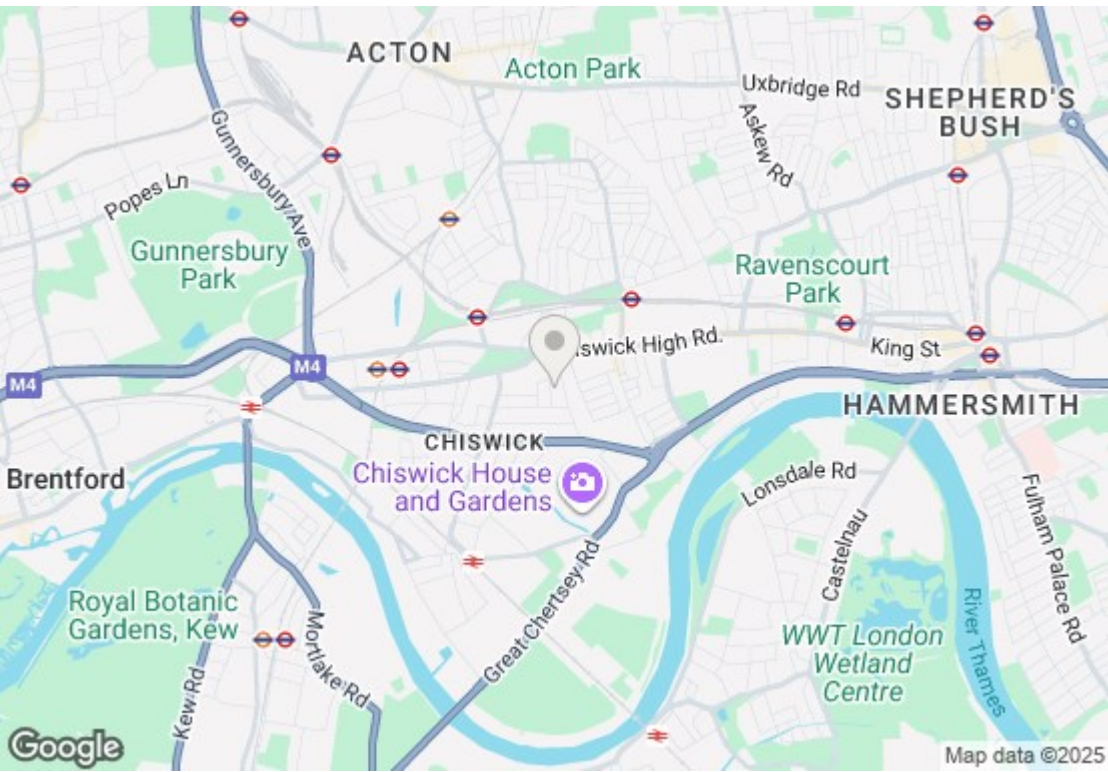 ACTON
Acton Park
Uxbridge Rd
SHEPHERD'S
BUSH
Askew Rd
Gunnersbury Ave
Popes Ln
Gunnersbury
Park
Ravenscourt
Park
iswick High Rd.
King St
M4
M4
HAMMERSMITH
CHISWICK
Brentford
Chiswick House
and Gardens
Lonsdale Rd
Castelnau
Fulham Palace Rd
Great Chertsey Rd
Royal Botanic
Gardens, Kew
Mortlake Rd
Kew Rd
WWT London
Wetland
Centre
River Thames
Google
Map data ©2025